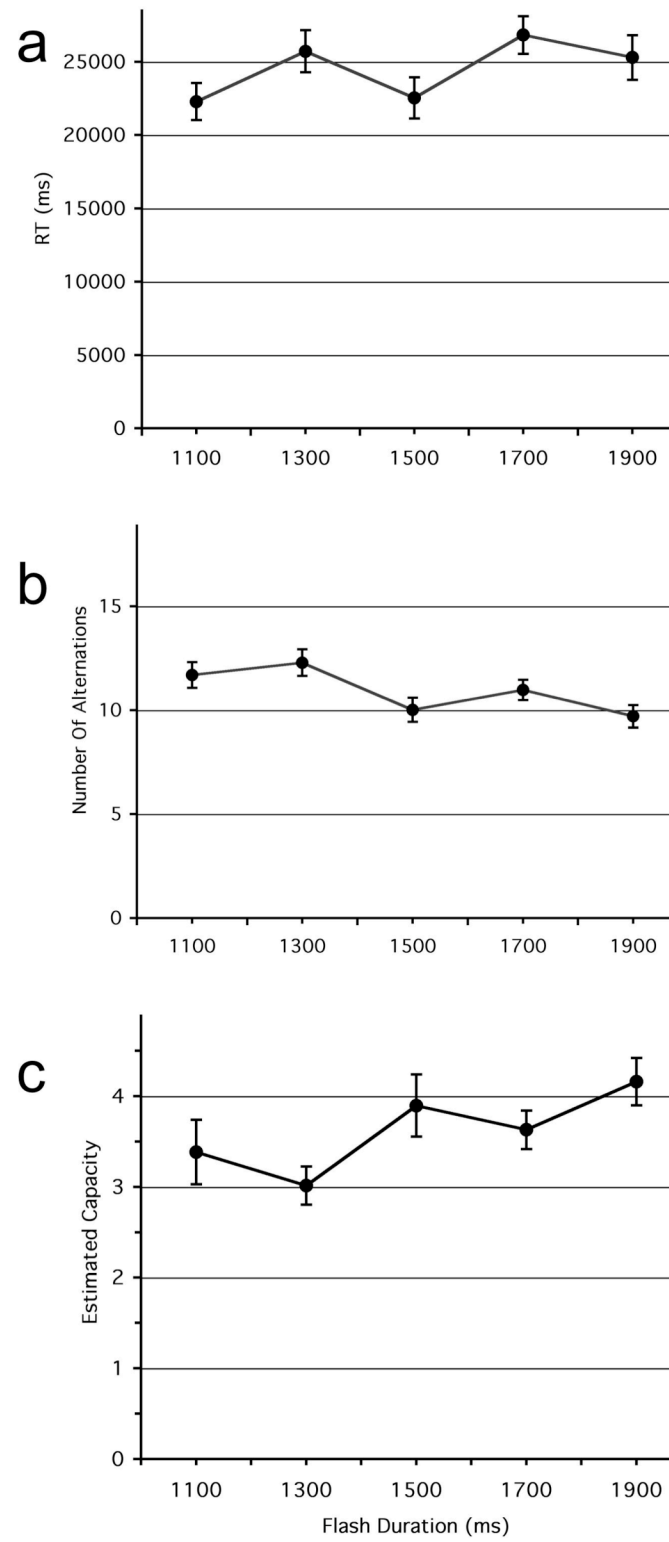 a
25000
20000
15000
10000
5000
0
RT (ms)
1100 1300 1500 1700 1900
b
15
10
5
0
Number Of Alternations
1100 1300 1500 1700 1900
c
4
3
2
1
0
Estimated Capacity
1100 1300 1500 1700 1900
Flash Duration (ms)